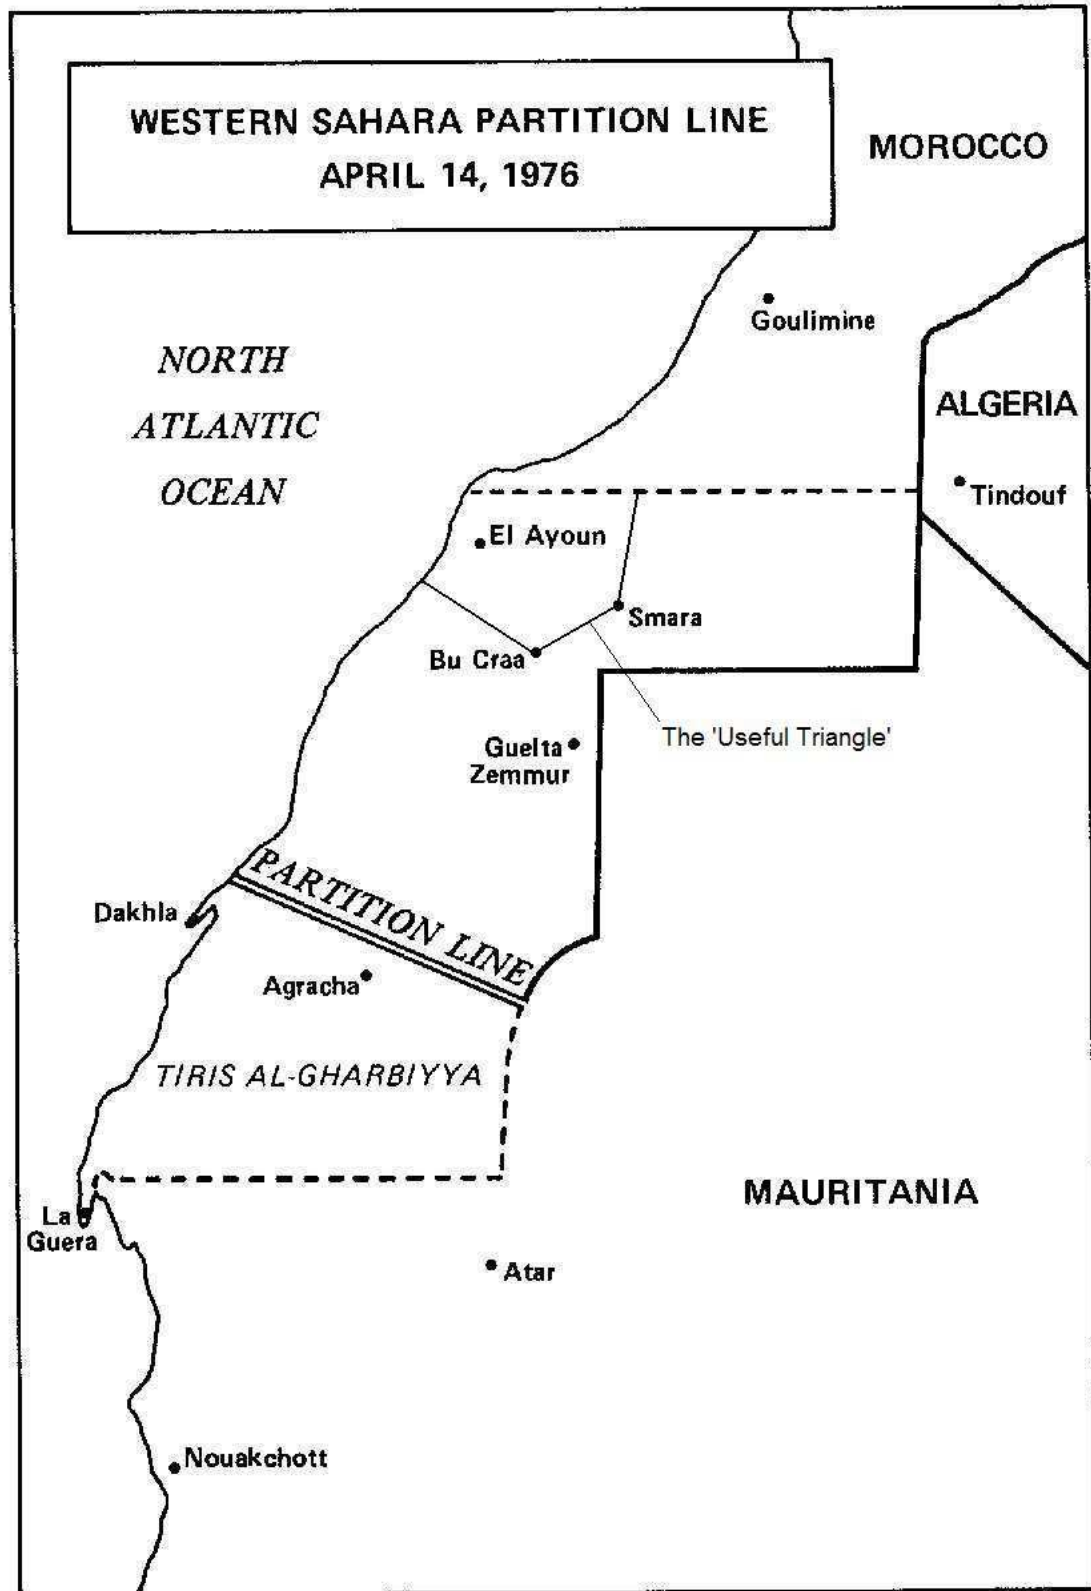 WESTERN SAHARA PARTITION LINE
APRIL 14, 1976
MOROCCO
Goulimine
NORTH
ATLANTIC
OCEAN
ALGERIA
Tindouf
El Ayoun
Smara
Bu Craa
The 'Useful Triangle'
Guelta
Zemmur
PARTITION LINE
Dakhla
Agracha
TIRIS AL-GHARBIYYA
MAURITANIA
La
Guera
Atar
Nouakchott